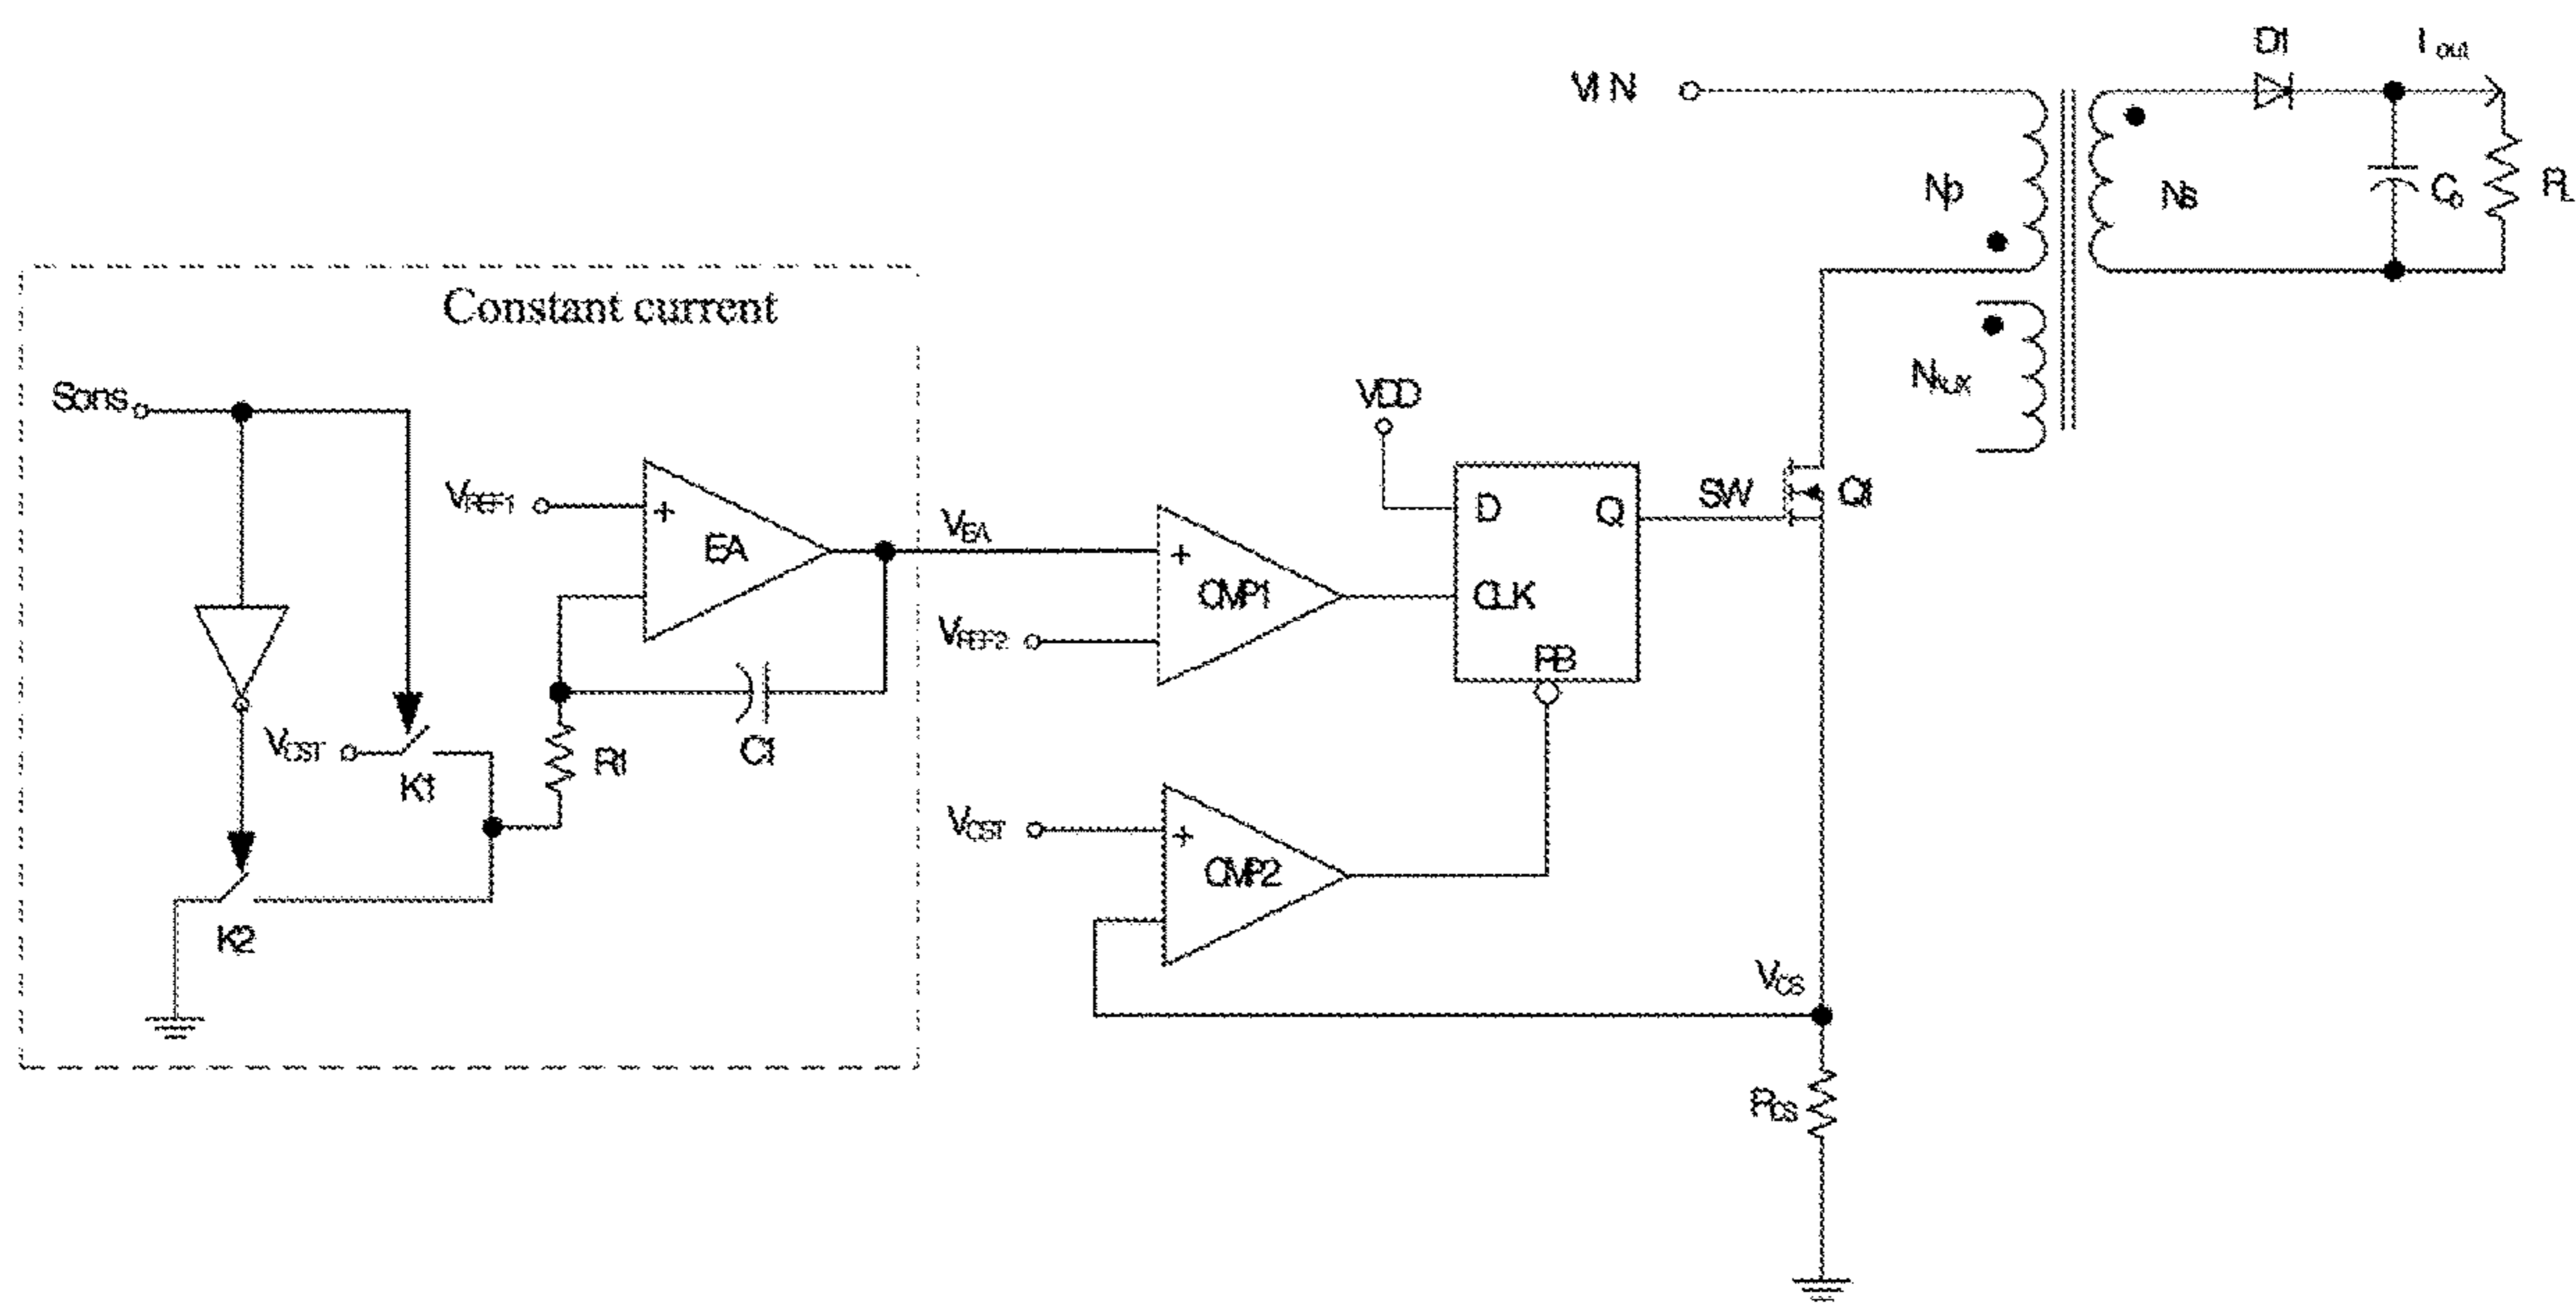 D1
I out
VIN
Np
Ns
Co
RL
Constant current
NAUX
Sons
VDD
VREF1
+
EA
VEA
D
Q
SW
Q1
+
CMP1
CLK
VREF2
RB
VCST
K1
R1
C1
VCST
+
CMP2
K2
VCS
RCS